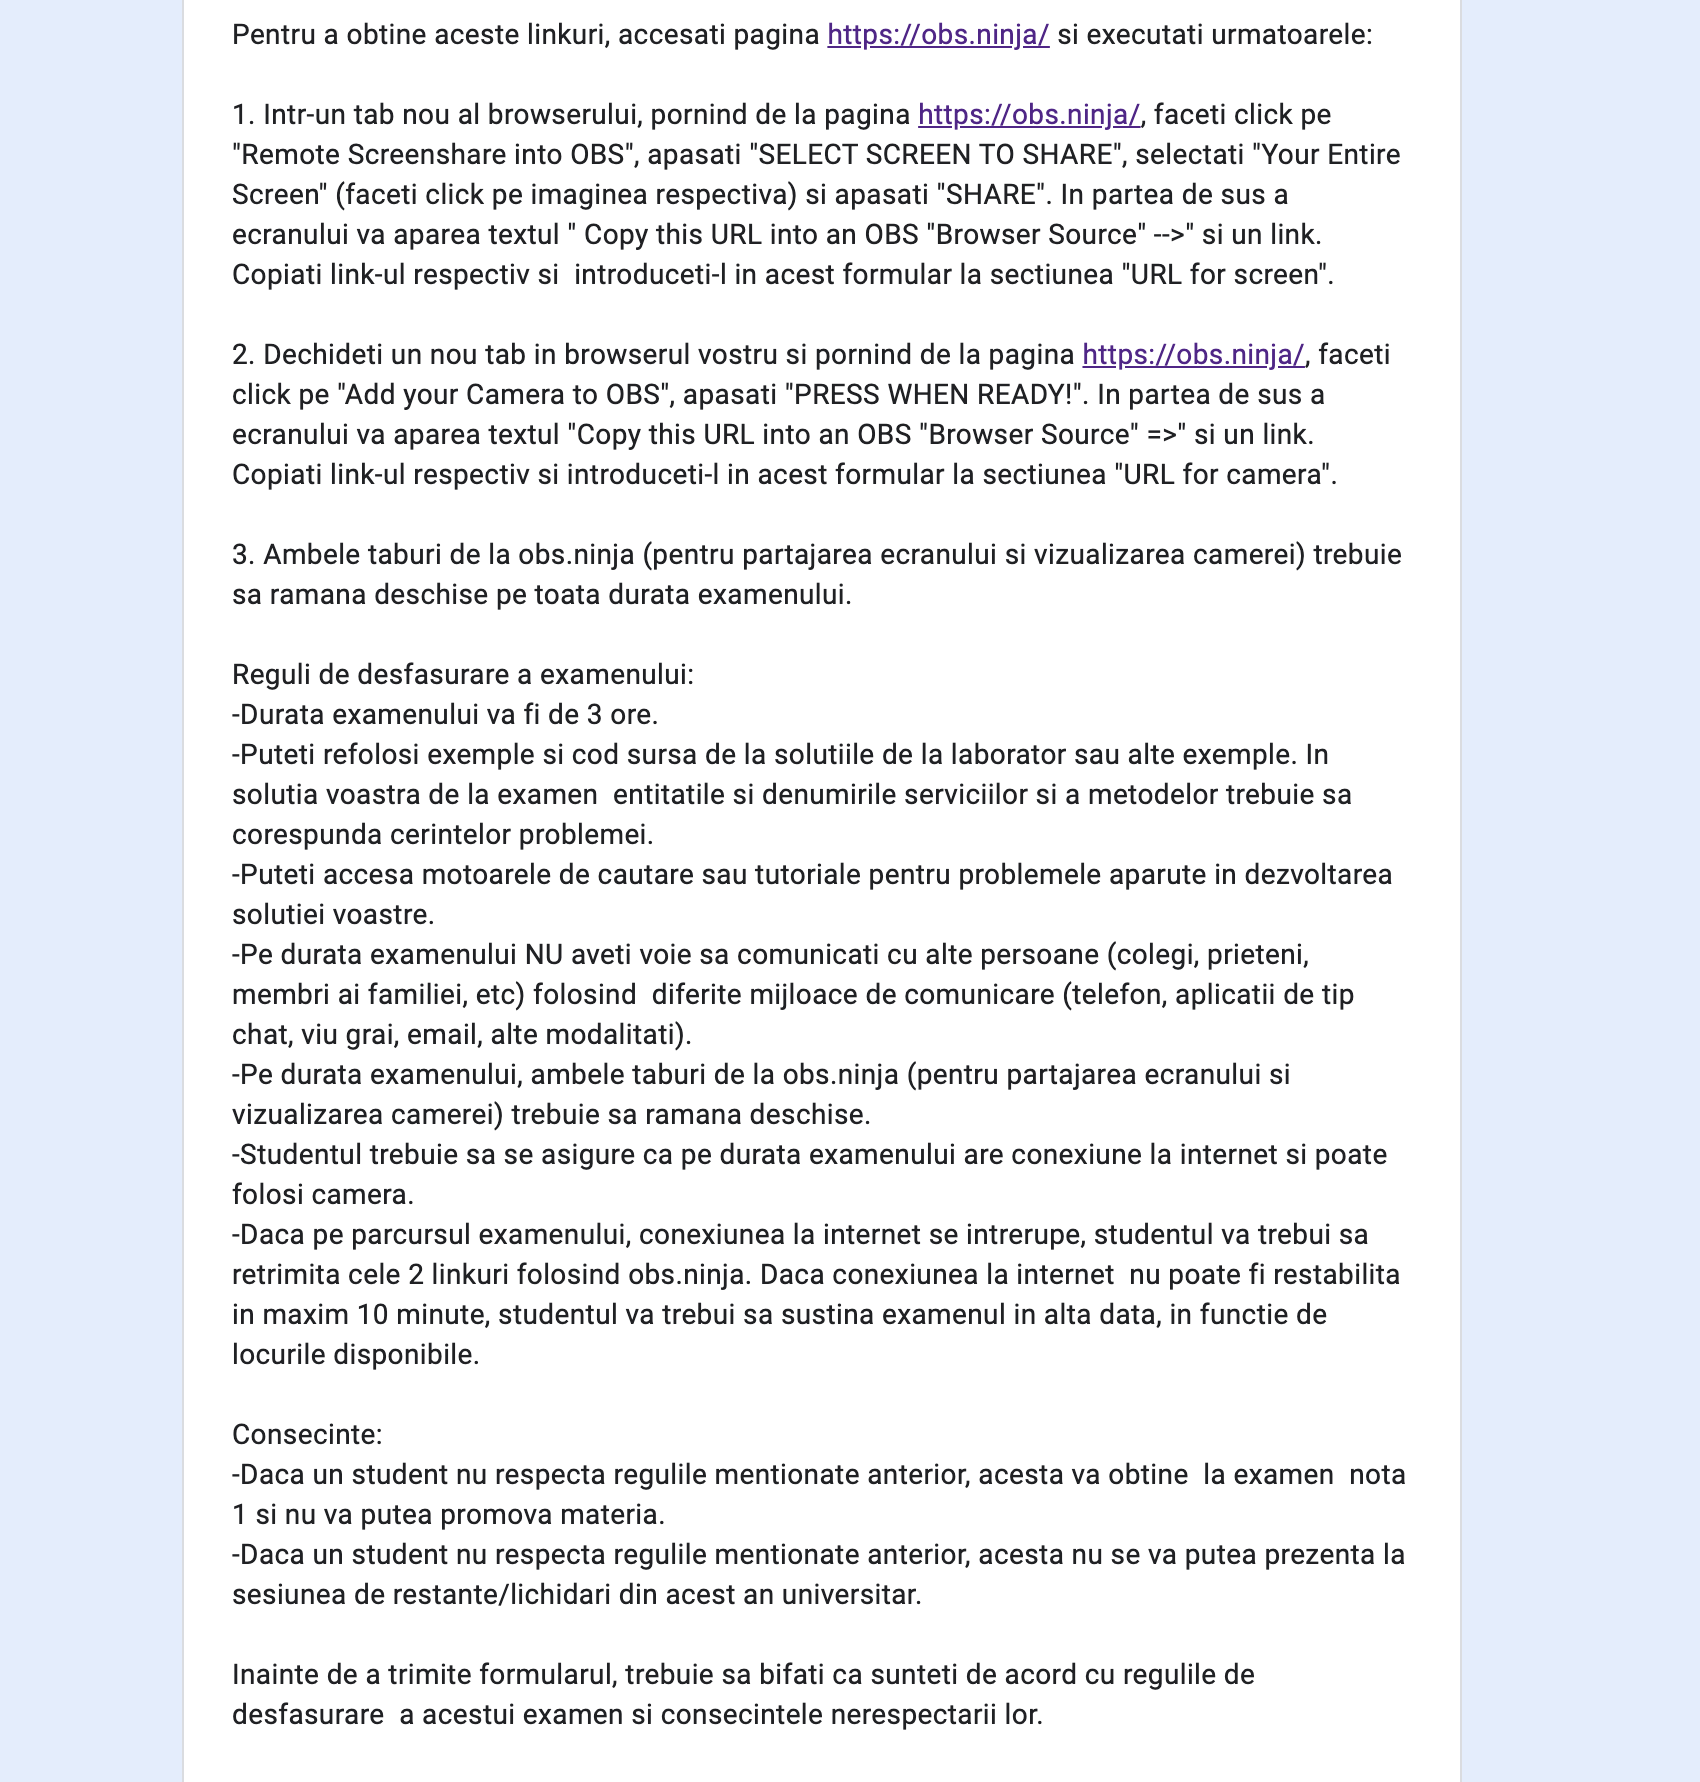 Pentru a obtine aceste linkuri, accesati pagina https://obs.ninja/ si executati urmatoarele:
1. Intr-un tab nou al browserului, pornind de la pagina https://obs.ninja/, faceti click pe
"Remote Screenshare into OBS", apasati "SELECT SCREEN TO SHARE", selectati "Your Entire
Screen" (faceti click pe imaginea respectiva) si apasati "SHARE". In partea de sus a
ecranului va aparea textul " Copy this URL into an OBS "Browser Source" -->" si un link.
Copiati link-ul respectiv si  introduceti-l in acest formular la sectiunea "URL for screen".
2. Dechideti un nou tab in browserul vostru si pornind de la pagina https://obs.ninja/, faceti
click pe "Add your Camera to OBS", apasati "PRESS WHEN READY!". In partea de sus a
ecranului va aparea textul "Copy this URL into an OBS "Browser Source" =>" si un link.
Copiati link-ul respectiv si introduceti-l in acest formular la sectiunea "URL for camera".
3. Ambele taburi de la obs.ninja (pentru partajarea ecranului si vizualizarea camerei) trebuie
sa ramana deschise pe toata durata examenului.
Reguli de desfasurare a examenului:
-Durata examenului va fi de 3 ore.
-Puteti refolosi exemple si cod sursa de la solutiile de la laborator sau alte exemple. In
solutia voastra de la examen  entitatile si denumirile serviciilor si a metodelor trebuie sa
corespunda cerintelor problemei.
-Puteti accesa motoarele de cautare sau tutoriale pentru problemele aparute in dezvoltarea
solutiei voastre.
-Pe durata examenului NU aveti voie sa comunicati cu alte persoane (colegi, prieteni,
membri ai familiei, etc) folosind  diferite mijloace de comunicare (telefon, aplicatii de tip
chat, viu grai, email, alte modalitati).
-Pe durata examenului, ambele taburi de la obs.ninja (pentru partajarea ecranului si
vizualizarea camerei) trebuie sa ramana deschise.
-Studentul trebuie sa se asigure ca pe durata examenului are conexiune la internet si poate
folosi camera.
-Daca pe parcursul examenului, conexiunea la internet se intrerupe, studentul va trebui sa
retrimita cele 2 linkuri folosind obs.ninja. Daca conexiunea la internet  nu poate fi restabilita
in maxim 10 minute, studentul va trebui sa sustina examenul in alta data, in functie de
locurile disponibile.
Consecinte:
-Daca un student nu respecta regulile mentionate anterior, acesta va obtine  la examen  nota
1 si nu va putea promova materia.
-Daca un student nu respecta regulile mentionate anterior, acesta nu se va putea prezenta la
sesiunea de restante/lichidari din acest an universitar.
Inainte de a trimite formularul, trebuie sa bifati ca sunteti de acord cu regulile de
desfasurare  a acestui examen si consecintele nerespectarii lor.